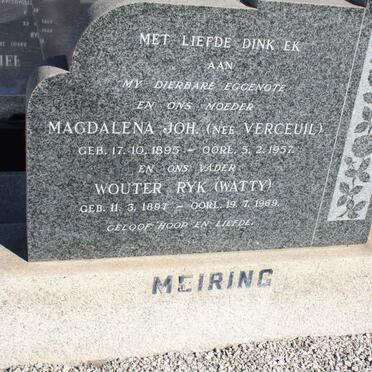 MET LIEFDE DINK EK
AAN
MY DIERBARE EGGENOTE
EN ONS MOEDER
MAGDALENA JOH. (NEE VERCEUIL)
GEB. 17.10.1895 – OORL. 5.2.1957.
EN ONS VADER
WOUTER RYK (WATTY)
GEB. 11.3.1897 – OORL. 19.7.1969.
GELOOF HOOP EN LIEFDE.
MEIRING